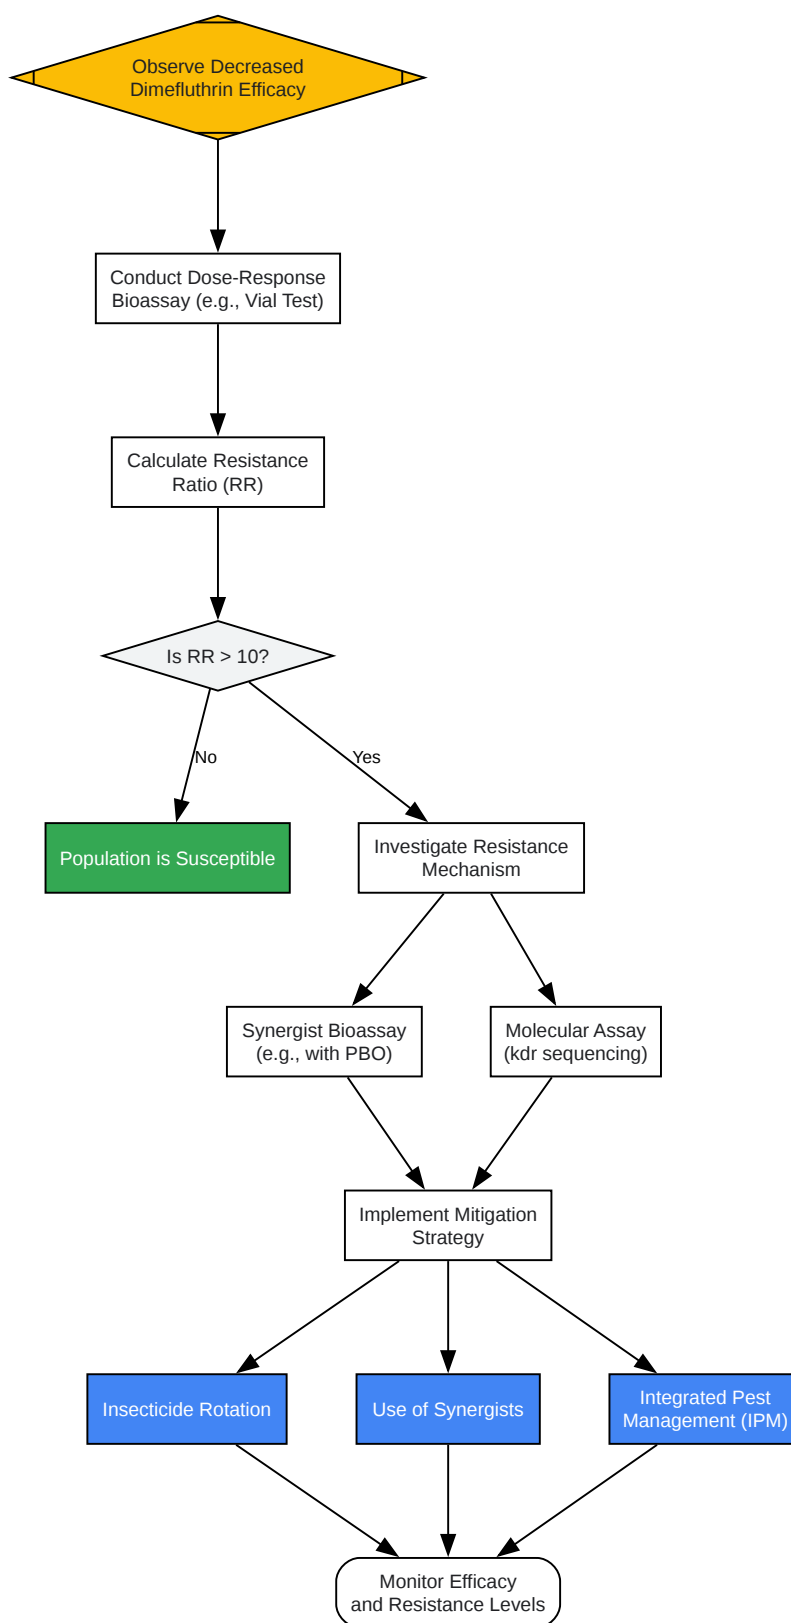 Observe Decreased
Dimefluthrin Efficacy
Conduct Dose-Response
Bioassay (e.g., Vial Test)
Calculate Resistance
Ratio (RR)
Is RR > 10?
No
Yes
Population is Susceptible
Investigate Resistance
Mechanism
Synergist Bioassay
(e.g., with PBO)
Molecular Assay
(kdr sequencing)
Implement Mitigation
Strategy
Insecticide Rotation
Use of Synergists
Integrated Pest
Management (IPM)
Monitor Efficacy
and Resistance Levels